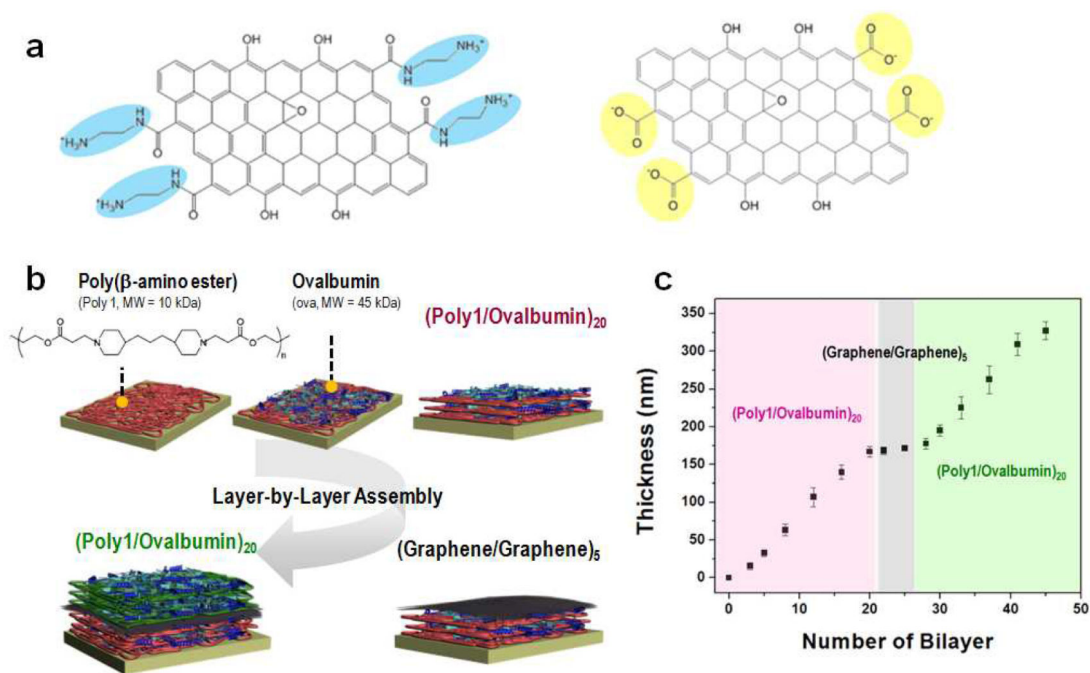 a
OH
OH
O
N
H
NH₃⁺
O
N
H
NH₃⁺
H
N
O
⁺H₃N
NH
O
⁺H₃N
O
OH
OH
OH
OH
O
O⁻
O
O⁻
⁻O
O
⁻O
O
O
OH
OH
b
Poly(β-amino ester)
(Poly 1, MW = 10 kDa)
Ovalbumin
(ova, MW = 45 kDa)
(Poly1/Ovalbumin)₂₀
O
O
N
N
O
O
n
Layer-by-Layer Assembly
(Poly1/Ovalbumin)₂₀
(Graphene/Graphene)₅
c
350
300
250
200
150
100
50
0
Thickness (nm)
(Graphene/Graphene)₅
(Poly1/Ovalbumin)₂₀
(Poly1/Ovalbumin)₂₀
0
10
20
30
40
50
Number of Bilayer